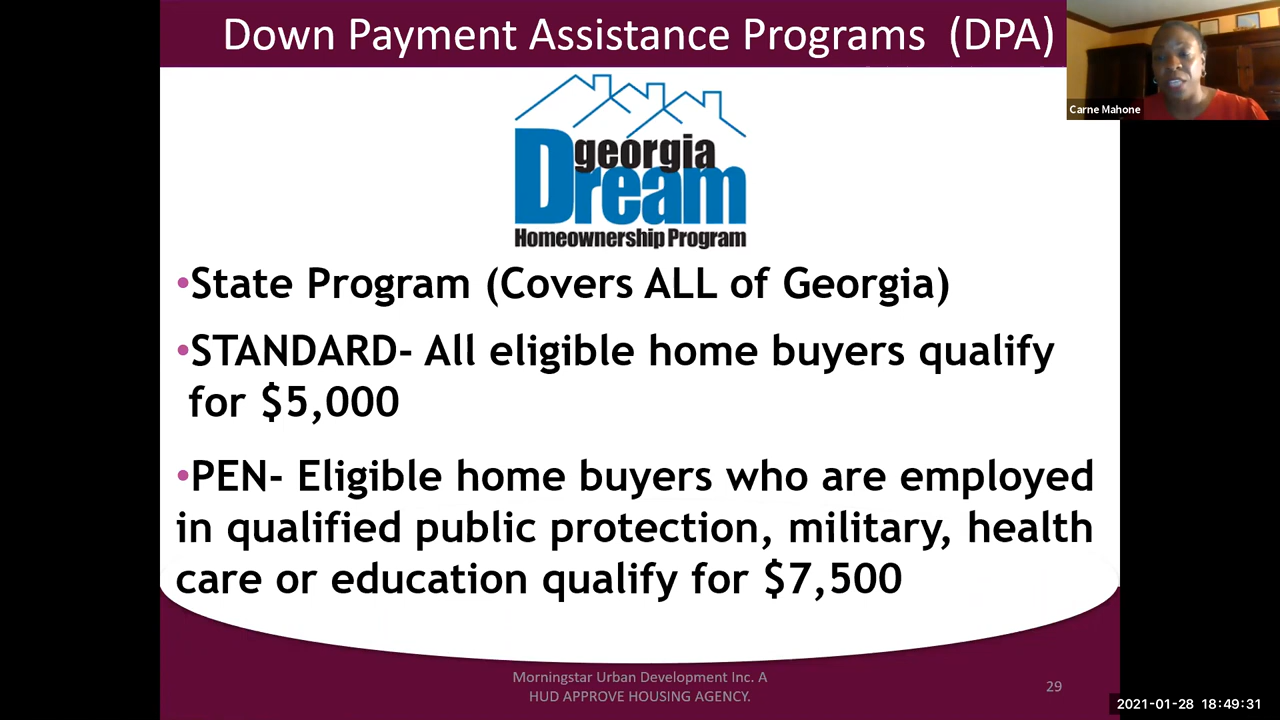 Down Payment Assistance Programs (DPA)
Carne Mahone
georgia
Dream
Homeownership Program
•State Program (Covers ALL of Georgia)
•STANDARD- All eligible home buyers qualify
for $5,000
•PEN- Eligible home buyers who are employed
in qualified public protection, military, health
care or education qualify for $7,500
Morningstar Urban Development Inc. A
HUD APPROVE HOUSING AGENCY.
29
2021-01-28 18:49:31